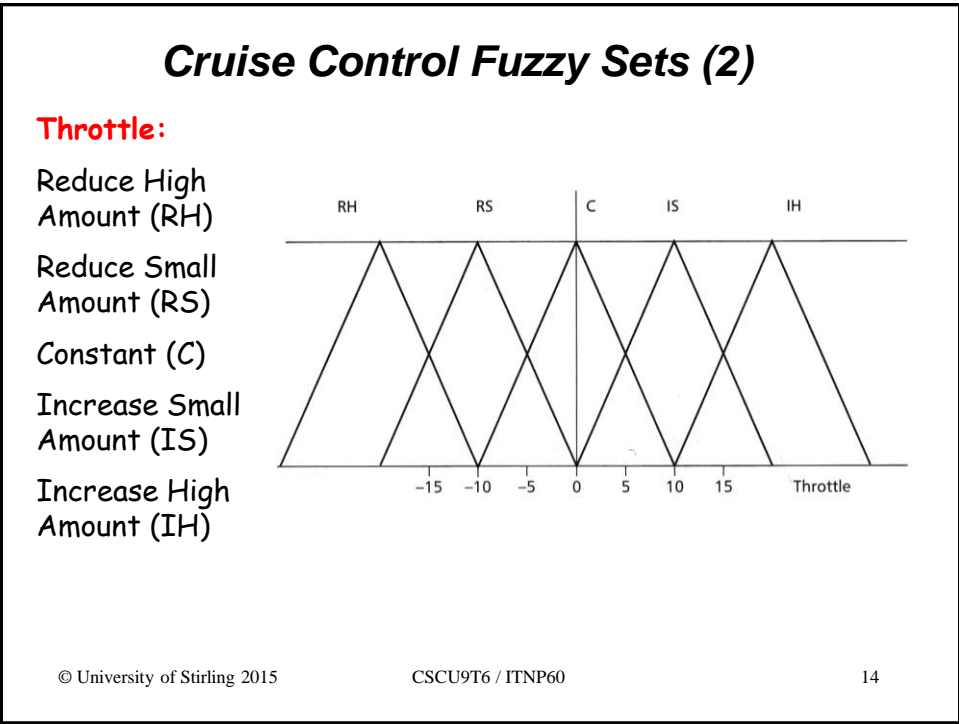 Cruise Control Fuzzy Sets (2)
Throttle:
Reduce High
Amount (RH)
Reduce Small
Amount (RS)
Constant (C)
Increase Small
Amount (IS)
Increase High
Amount (IH)
RH RS C IS IH
–15 –10 –5 0 5 10 15 Throttle
© University of Stirling 2015 CSCU9T6 / ITNP60 14